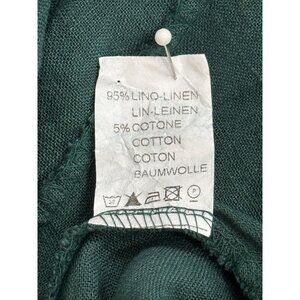 95% LINO-LINEN
LIN-LEINEN
5% COTONE
COTTON
COTON
BAUMWOLLE